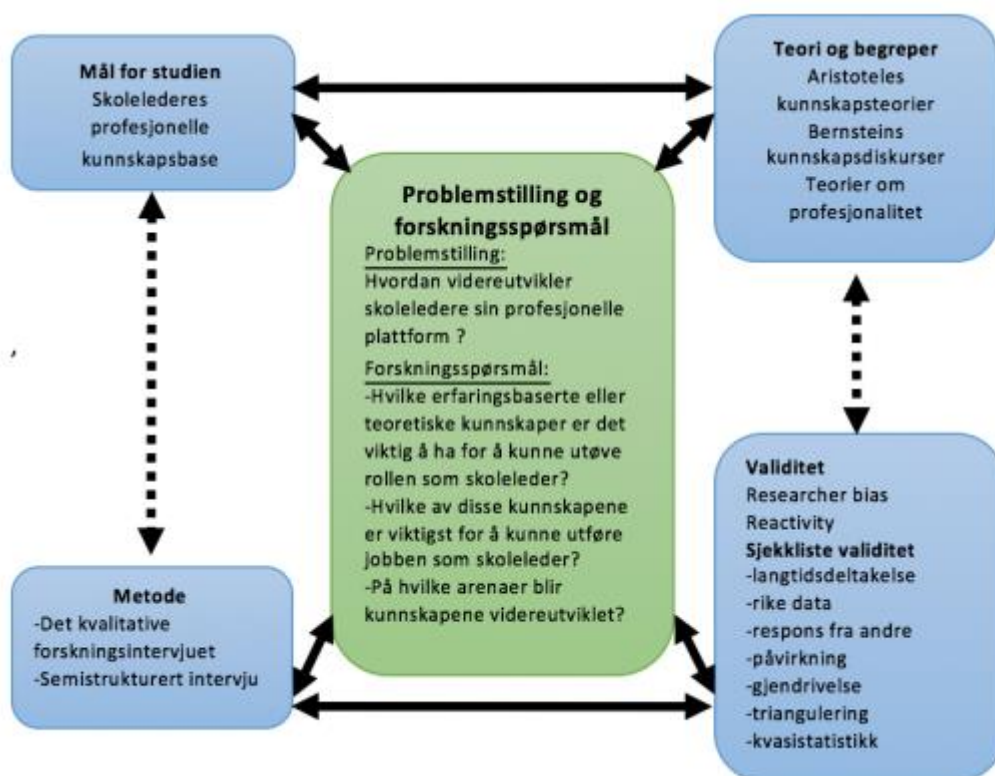 Mål for studien
Skolelederes
profesjonelle
kunnskapsbase
Teori og begreper
Aristoteles
kunnskapsteorier
Bernsteins
kunnskapsdiskurser
Teorier om
profesjonalitet
Problemstilling og
forskningsspørsmål
Problemstilling:
Hvordan videreutvikler
skoleledere sin profesjonelle
plattform ?
Forskningsspørsmål:
-Hvilke erfaringsbaserte eller
teoretiske kunnskaper er det
viktig å ha for å kunne utøve
rollen som skoleleder?
-Hvilke av disse kunnskapene
er viktigst for å kunne utføre
jobben som skoleleder?
-På hvilke arenaer blir
kunnskapene videreutviklet?
,
Metode
-Det kvalitative
forskningsintervjuet
-Semistrukturert intervju
Validitet
Researcher bias
Reactivity
Sjekkliste validitet
-langtidsdeltakelse
-rike data
-respons fra andre
-påvirkning
-gjendrivelse
-triangulering
-kvasistatistikk